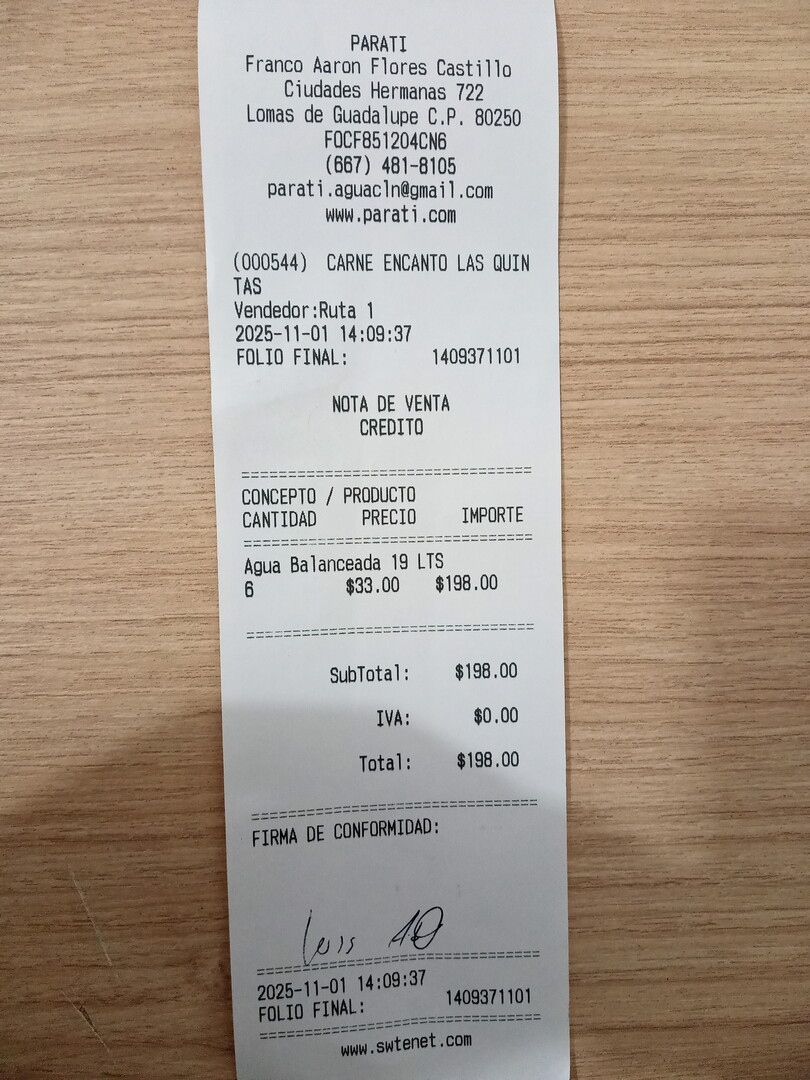 PARATI
Franco Aaron Flores Castillo
Ciudades Hermanas 722
Lomas de Guadalupe C.P. 80250
FOCF851204CN6
(667) 481-8105
parati.aguacln@gmail.com
www.parati.com
(000544) CARNE ENCANTO LAS QUIN
TAS
Vendedor:Ruta 1
2025-11-01 14:09:37
FOLIO FINAL: 1409371101
NOTA DE VENTA
CREDITO
================================
CONCEPTO / PRODUCTO
CANTIDAD PRECIO IMPORTE
================================
Agua Balanceada 19 LTS
6 $33.00 $198.00
================================
SubTotal: $198.00
IVA: $0.00
Total: $198.00
================================
FIRMA DE CONFORMIDAD:
Luis
================================
2025-11-01 14:09:37
FOLIO FINAL: 1409371101
================================
www.swtenet.com